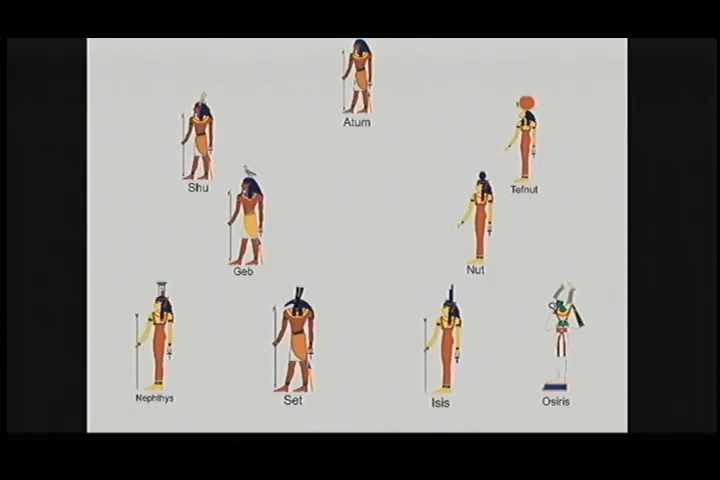 Atum
Shu
Tefnut
Geb
Nut
Nephthys
Set
Isis
Osiris